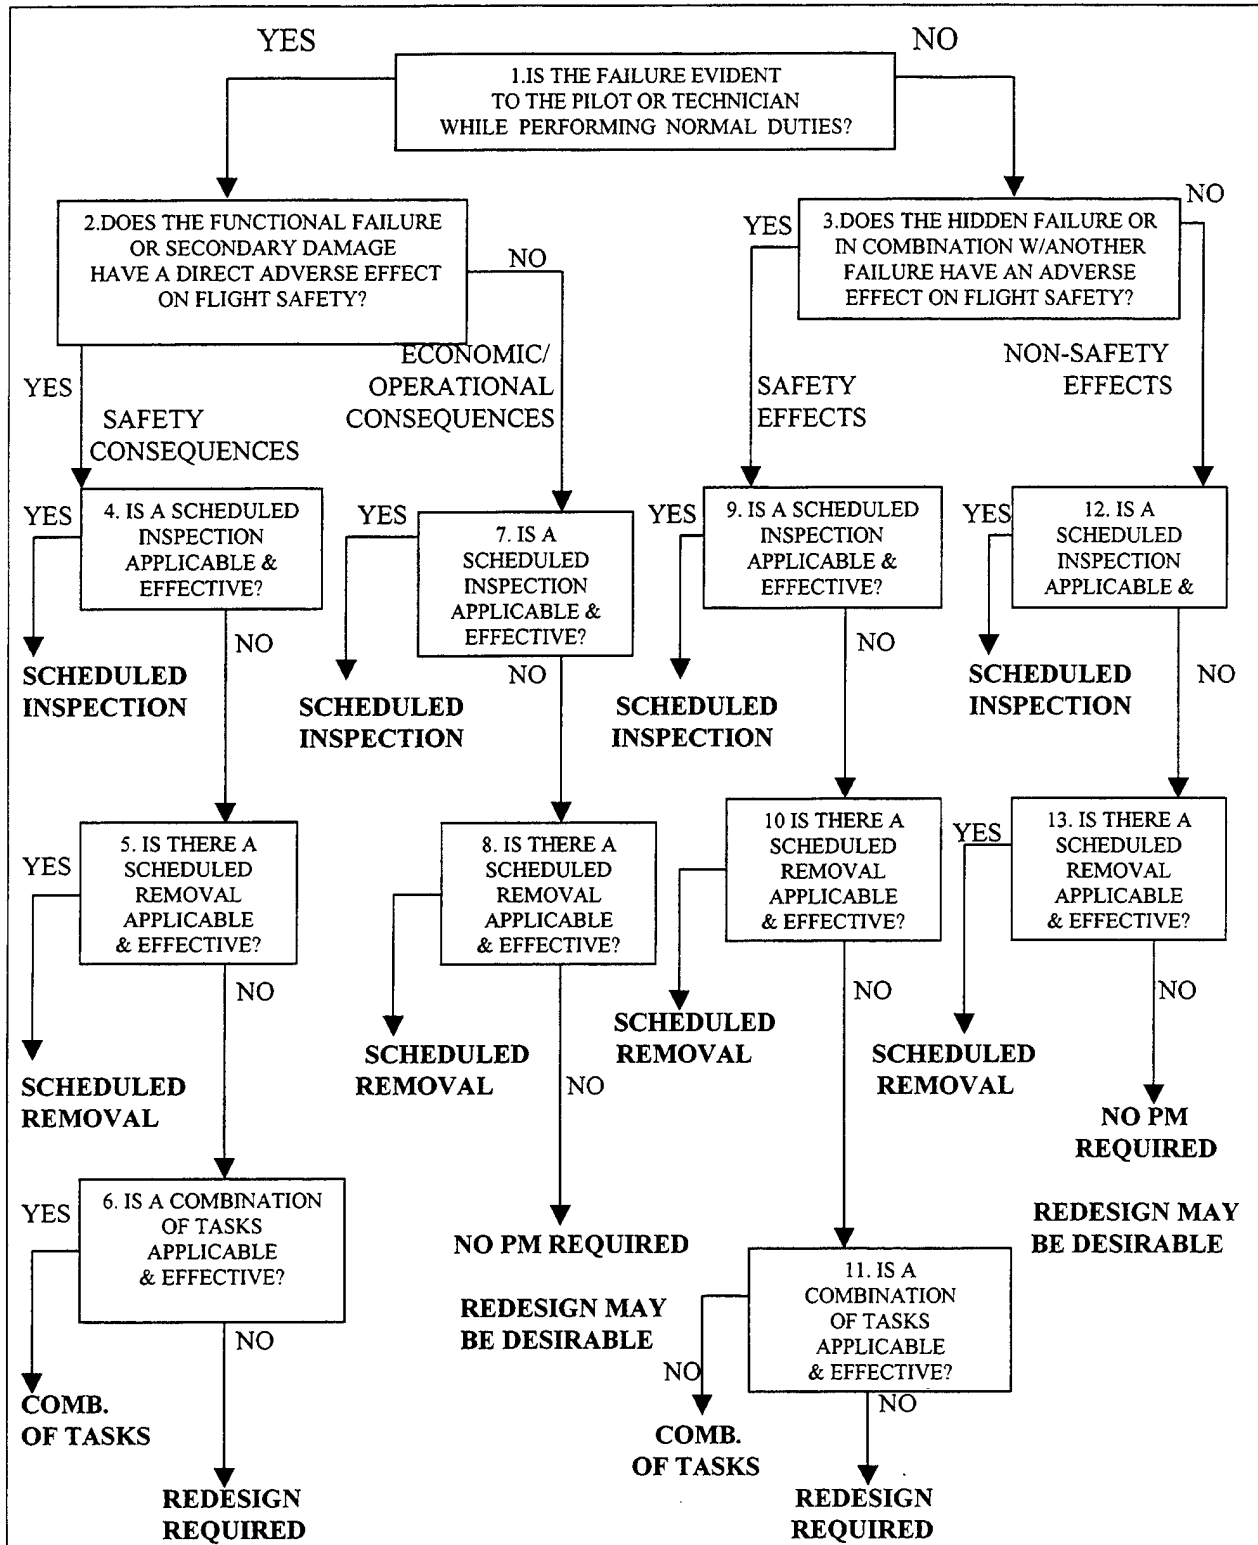 YES
NO
1.IS THE FAILURE EVIDENT
TO THE PILOT OR TECHNICIAN
WHILE PERFORMING NORMAL DUTIES?
2.DOES THE FUNCTIONAL FAILURE
OR SECONDARY DAMAGE
HAVE A DIRECT ADVERSE EFFECT
ON FLIGHT SAFETY?
NO
YES
3.DOES THE HIDDEN FAILURE OR
IN COMBINATION W/ANOTHER
FAILURE HAVE AN ADVERSE
EFFECT ON FLIGHT SAFETY?
NO
YES
SAFETY
CONSEQUENCES
ECONOMIC/
OPERATIONAL
CONSEQUENCES
SAFETY
EFFECTS
NON-SAFETY
EFFECTS
YES
4. IS A SCHEDULED
INSPECTION
APPLICABLE &
EFFECTIVE?
NO
SCHEDULED
INSPECTION
YES
7. IS A
SCHEDULED
INSPECTION
APPLICABLE &
EFFECTIVE?
NO
SCHEDULED
INSPECTION
YES
9. IS A SCHEDULED
INSPECTION
APPLICABLE &
EFFECTIVE?
NO
SCHEDULED
INSPECTION
YES
12. IS A
SCHEDULED
INSPECTION
APPLICABLE &
NO
SCHEDULED
INSPECTION
YES
5. IS THERE A
SCHEDULED
REMOVAL
APPLICABLE
& EFFECTIVE?
NO
SCHEDULED
REMOVAL
8. IS THERE A
SCHEDULED
REMOVAL
APPLICABLE
& EFFECTIVE?
NO
SCHEDULED
REMOVAL
10 IS THERE A
SCHEDULED
REMOVAL
APPLICABLE
& EFFECTIVE?
NO
SCHEDULED
REMOVAL
YES
13. IS THERE A
SCHEDULED
REMOVAL
APPLICABLE
& EFFECTIVE?
NO
SCHEDULED
REMOVAL
NO PM
REQUIRED
REDESIGN MAY
BE DESIRABLE
YES
6. IS A COMBINATION
OF TASKS
APPLICABLE
& EFFECTIVE?
NO
COMB.
OF TASKS
REDESIGN
REQUIRED
NO PM REQUIRED
REDESIGN MAY
BE DESIRABLE
11. IS A
COMBINATION
OF TASKS
APPLICABLE
& EFFECTIVE?
NO
NO
COMB.
OF TASKS
REDESIGN
REQUIRED